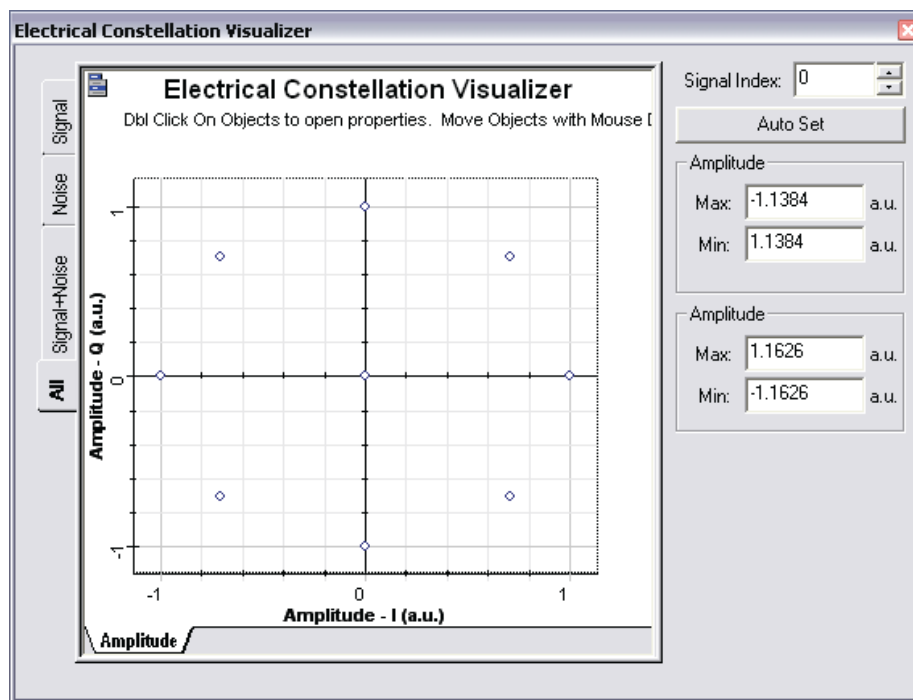 Electrical Constellation Visualizer
Electrical Constellation Visualizer
Dbl Click On Objects to open properties. Move Objects with Mouse D
Signal
Noise
Signal+Noise
All
Amplitude - Q (a.u.)
1
0
-1
-1
0
1
Amplitude - I (a.u.)
Amplitude
Signal Index: 0
Auto Set
Amplitude
Max: -1.1384 a.u.
Min: 1.1384 a.u.
Amplitude
Max: 1.1626 a.u.
Min: -1.1626 a.u.